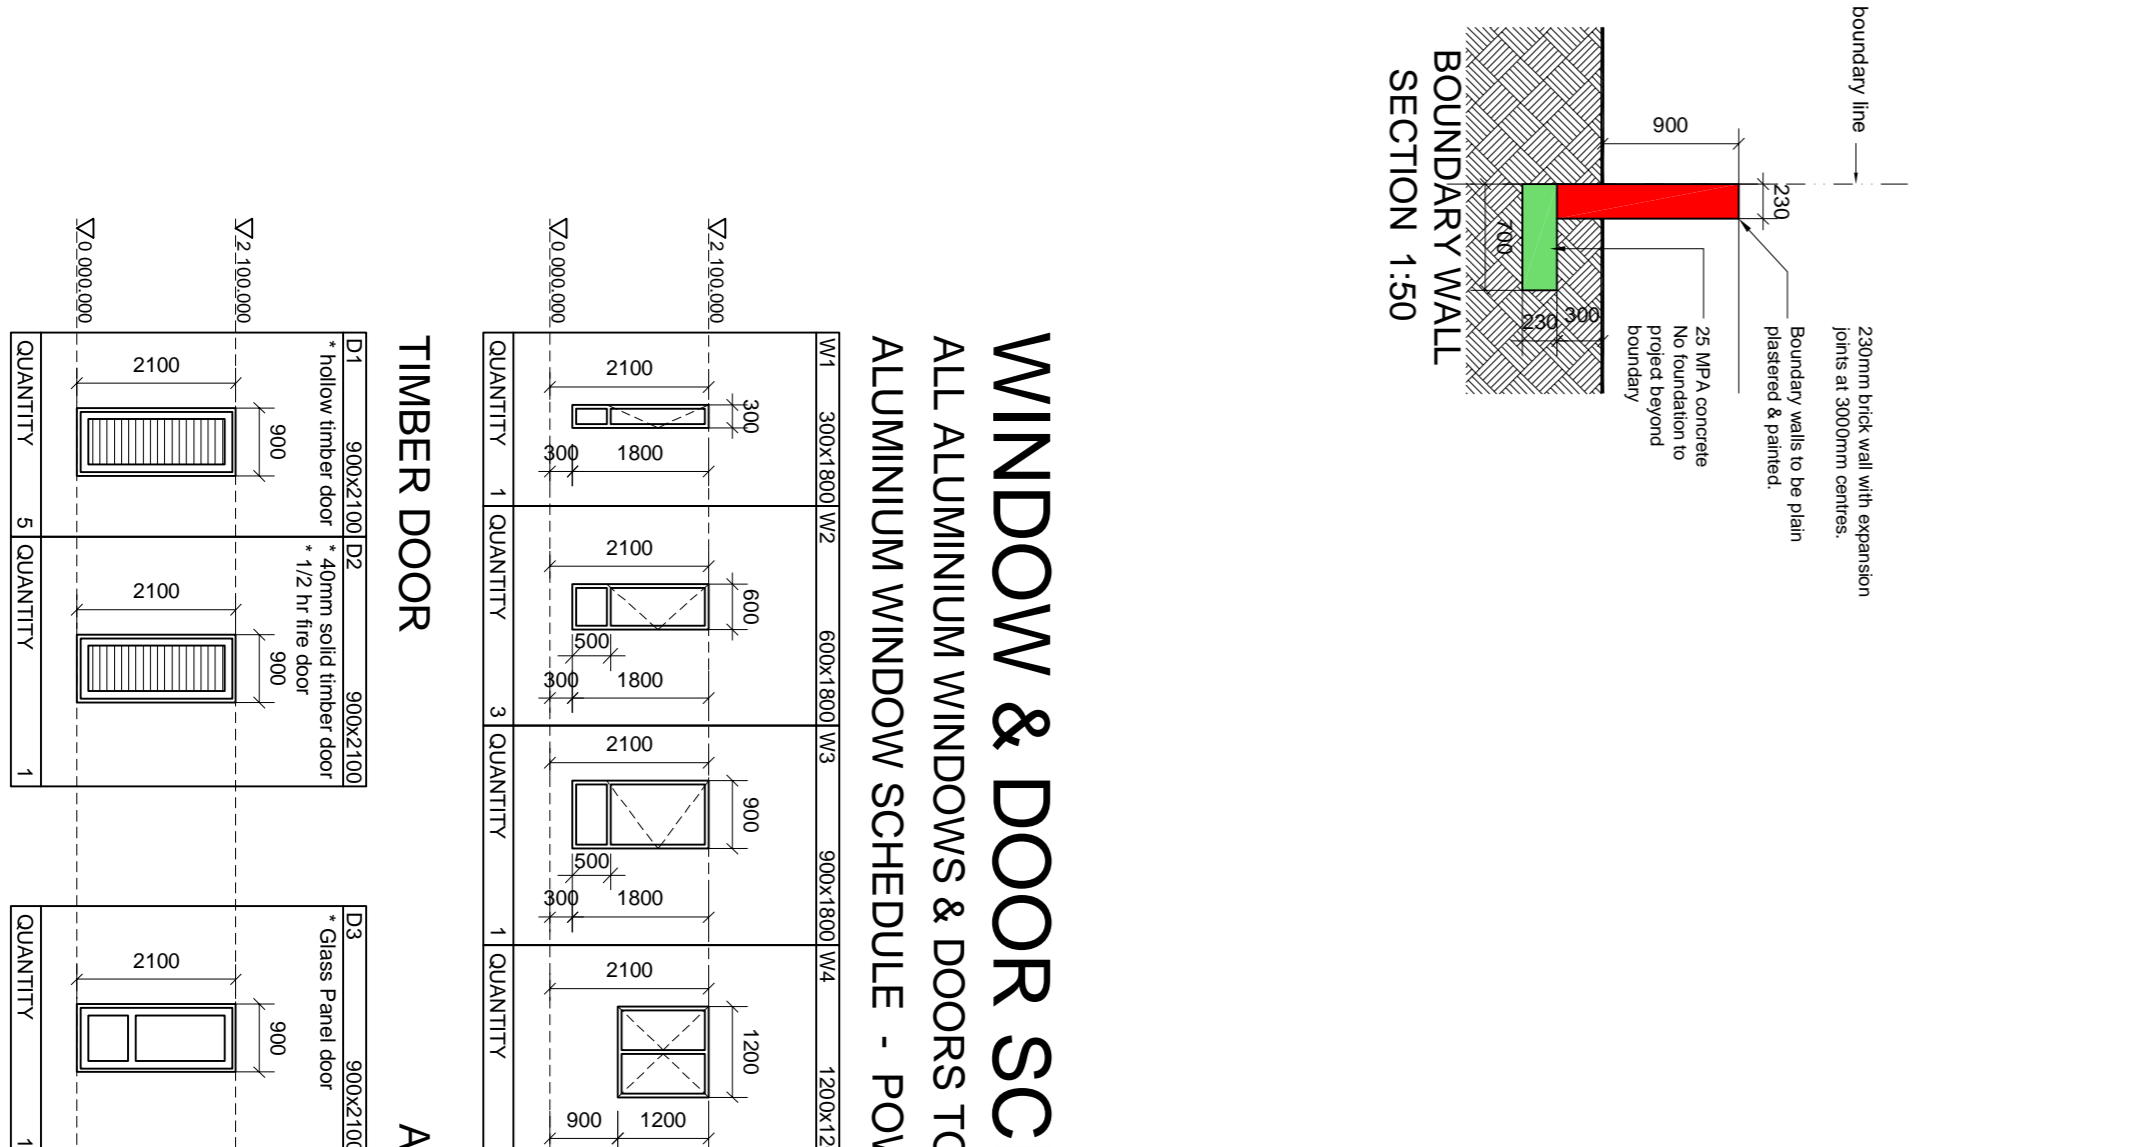 boundary line
230mm brick wall with expansion
joints at 3000mm centres.
Boundary walls to be plain
plastered & painted.
25 MPA concrete
No foundation to
project beyond
boundary
900
230
700
230
300
BOUNDARY WALL
SECTION 1:50
WINDOW & DOOR SC
ALL ALUMINIUM WINDOWS & DOORS TO
ALUMINIUM WINDOW SCHEDULE - POW
2 100.000
0 000.000
W1 300x1800
300
2100
1800
300
QUANTITY 1
W2 600x1800
600
2100
500
1800
300
QUANTITY 3
W3 900x1800
900
2100
500
1800
300
QUANTITY 1
W4 1200x12
1200
2100
1200
900
QUANTITY
TIMBER DOOR
A
2 100.000
0 000.000
D1 900x2100
* hollow timber door
900
2100
QUANTITY 5
D2 900x2100
* 40mm solid timber door
* 1/2 hr fire door
900
2100
QUANTITY 1
D3 900x2100
* Glass Panel door
900
2100
QUANTITY 1